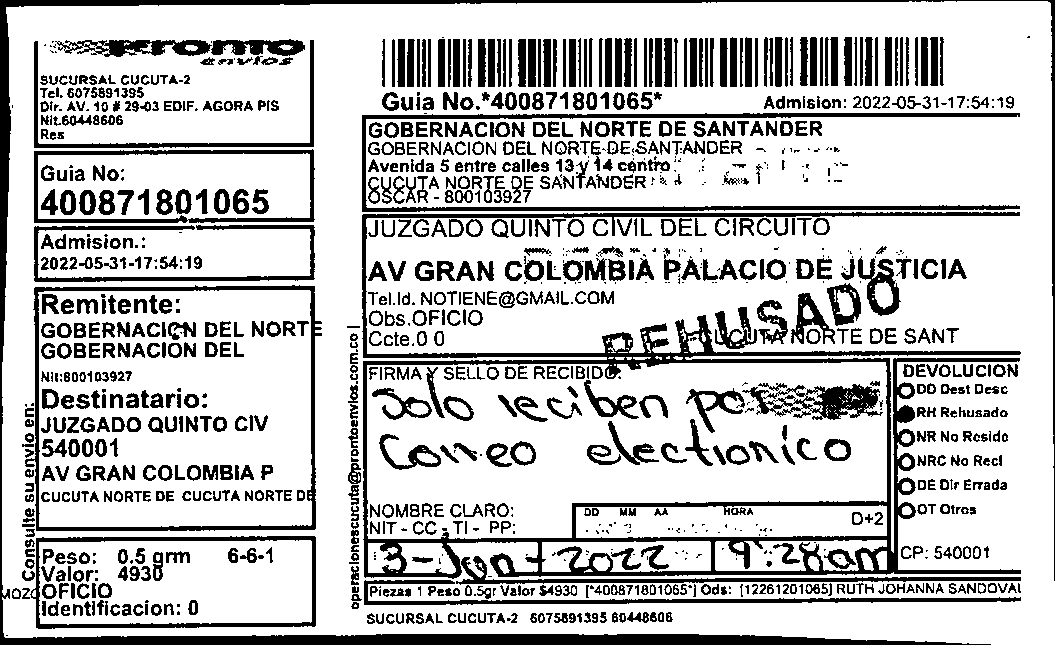 Pronto
envíos
SUCURSAL CUCUTA-2
Tel. 6075891395
Dir. AV. 10 # 29-03 EDIF. AGORA PIS
Nit.60448606
Res
Guia No:
400871801065
Admision.:
2022-05-31-17:54:19
Remitente:
GOBERNACION DEL NORTE
GOBERNACION DEL
Nit:800103927
Destinatario:
JUZGADO QUINTO CIV
540001
AV GRAN COLOMBIA P
CUCUTA NORTE DE CUCUTA NORTE DE
Consulte su envio en:
Peso: 0.5 grm 6-6-1
Valor: 4930
OFICIO
Identificacion: 0
operacionescucuta@prontoenvios.com.co |
Guia No.*400871801065*
Admision: 2022-05-31-17:54:19
GOBERNACION DEL NORTE DE SANTANDER
GOBERNACION DEL NORTE-DE SANTANDER
Avenida 5 entre calles 13 y 14 centro
CUCUTA NORTE DE SANTANDER
OSCAR - 800103927
JUZGADO QUINTO CIVIL DEL CIRCUITO
AV GRAN COLOMBIA PALACIO DE JUSTICIA
Tel.Id. NOTIENE@GMAIL.COM
Obs.OFICIO
Ccte.0 0
CUCUTA NORTE DE SANT
REHUSADO
FIRMA Y SELLO DE RECIBIDO:
Solo reciben por
Correo electronico
NOMBRE CLARO:
NIT - CC - TI - PP:
DD MM AA HORA
D+2
3-Jun-2022 9:28am
DEVOLUCION
DD Dest Desc
RH Rehusado
NR No Reside
NRC No Recl
DE Dir Errada
OT Otros
CP: 540001
Piezas 1 Peso 0.5gr Valor $4930 [*400871801065*] Ods: [12261201065] RUTH JOHANNA SANDOVAL
SUCURSAL CUCUTA-2 6075891395 60448606